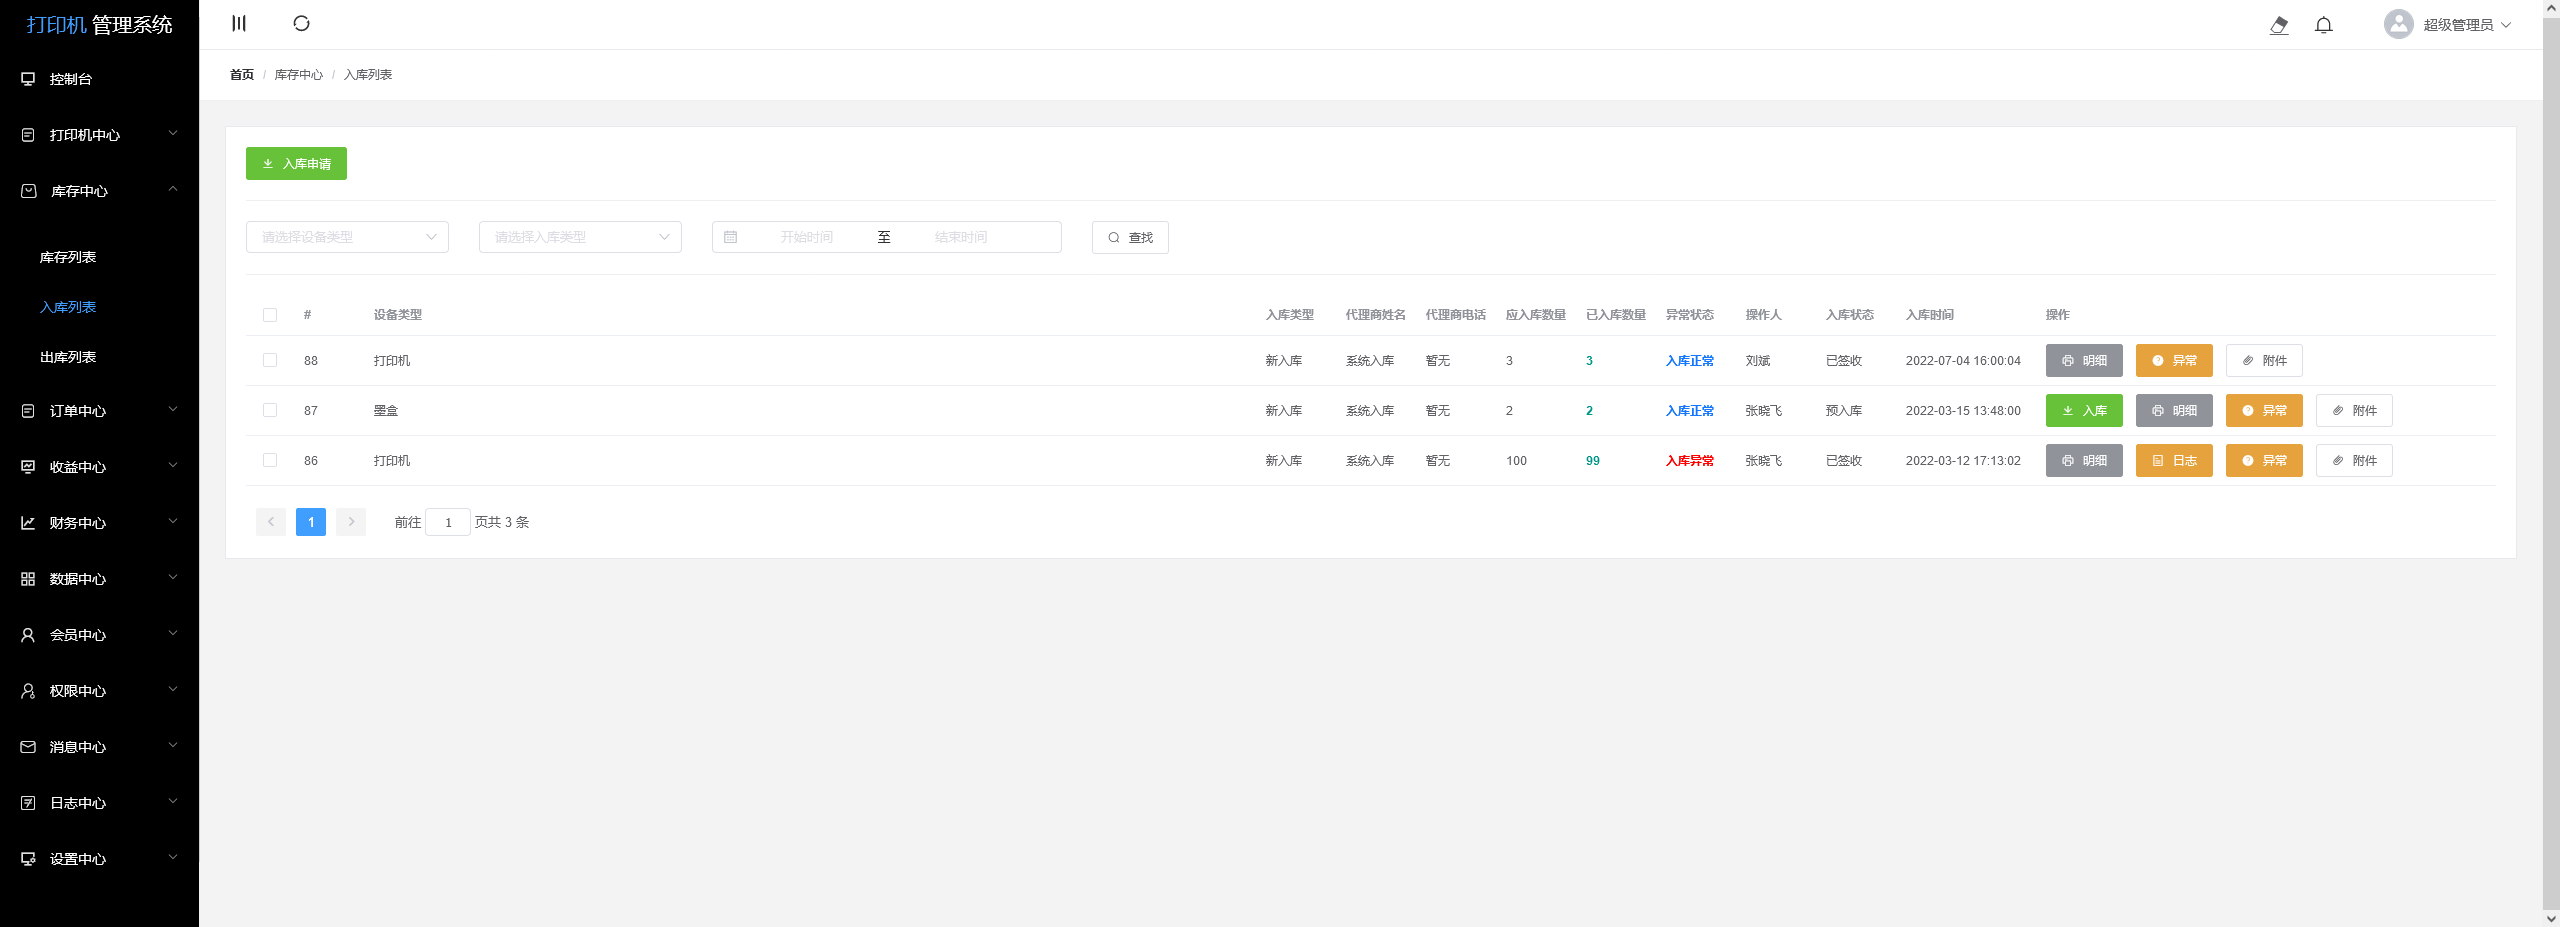 打印机 管理系统
控制台
打印机中心
库存中心
库存列表
入库列表
出库列表
订单中心
收益中心
财务中心
数据中心
会员中心
权限中心
消息中心
日志中心
设置中心
超级管理员
首页 / 库存中心 / 入库列表
入库申请
请选择设备类型 请选择入库类型 开始时间 至 结束时间 查找
# 设备类型 入库类型 代理商姓名 代理商电话 应入库数量 已入库数量 异常状态 操作人 入库状态 入库时间 操作
88 打印机 新入库 系统入库 暂无 3 3 入库正常 刘斌 已签收 2022-07-04 16:00:04 明细 异常 附件
87 墨盒 新入库 系统入库 暂无 2 2 入库正常 张晓飞 预入库 2022-03-15 13:48:00 入库 明细 异常 附件
86 打印机 新入库 系统入库 暂无 100 99 入库异常 张晓飞 已签收 2022-03-12 17:13:02 明细 日志 异常 附件
1 前往 1 页共 3 条